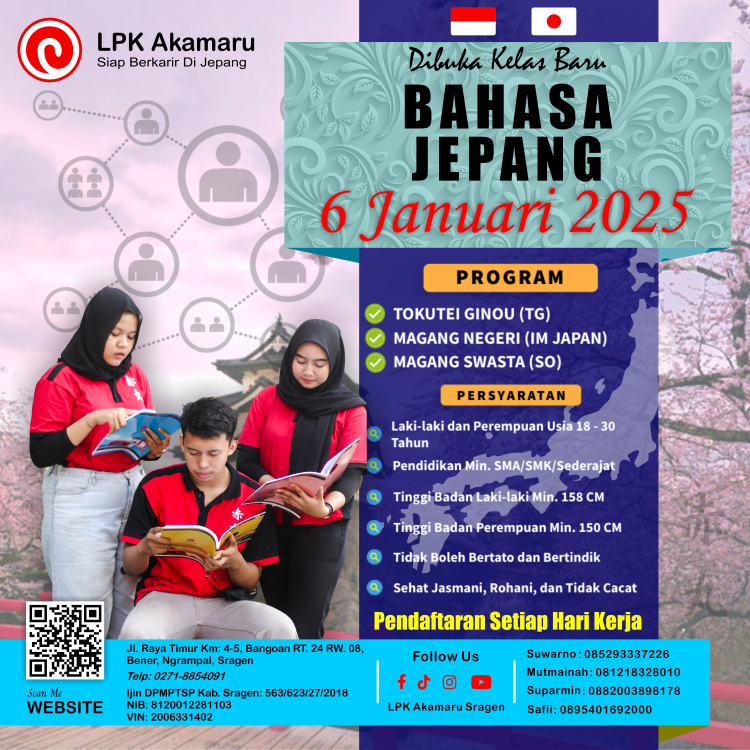 LPK Akamaru
Siap Berkarir Di Jepang
Dibuka Kelas Baru
BAHASA
JEPANG
6 Januari 2025
PROGRAM
TOKUTEI GINOU (TG)
MAGANG NEGERI (IM JAPAN)
MAGANG SWASTA (SO)
PERSYARATAN
Laki-laki dan Perempuan Usia 18 - 30
Tahun
Pendidikan Min. SMA/SMK/Sederajat
Tinggi Badan Laki-laki Min. 158 CM
Tinggi Badan Perempuan Min. 150 CM
Tidak Boleh Bertato dan Bertindik
Sehat Jasmani, Rohani, dan Tidak Cacat
Pendaftaran Setiap Hari Kerja
Scan Me
WEBSITE
Jl. Raya Timur Km: 4-5, Bangoan RT. 24 RW. 08,
Bener, Ngrampal, Sragen
Telp: 0271-8854091
Ijin DPMPTSP Kab. Sragen: 563/623/27/2018
NIB: 8120012281103
VIN: 2006331402
Follow Us
LPK Akamaru Sragen
Suwarno : 085293337226
Mutmainah: 081218328010
Suparmin: 0882003898178
Safii: 0895401692000